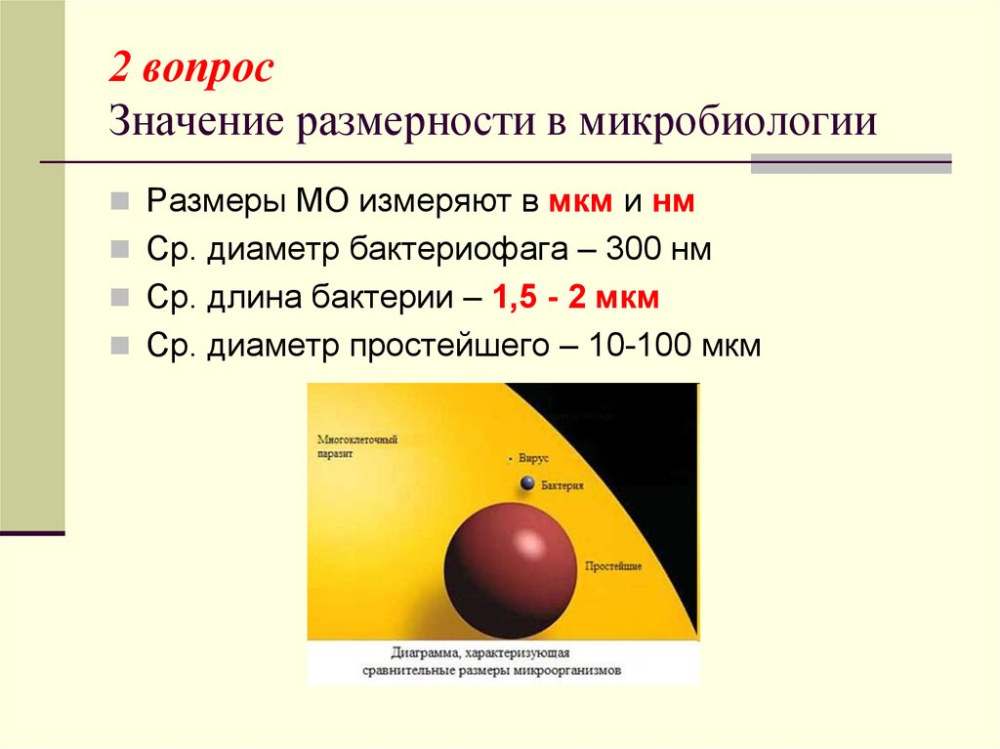 2 вопрос
Значение размерности в микробиологии
Размеры МО измеряют в мкм и нм
Ср. диаметр бактериофага – 300 нм
Ср. длина бактерии – 1,5 - 2 мкм
Ср. диаметр простейшего – 10-100 мкм
Многоклеточный
паразит
Вирус
Бактерия
Простейшие
Диаграмма, характеризующая
сравнительные размеры микроорганизмов